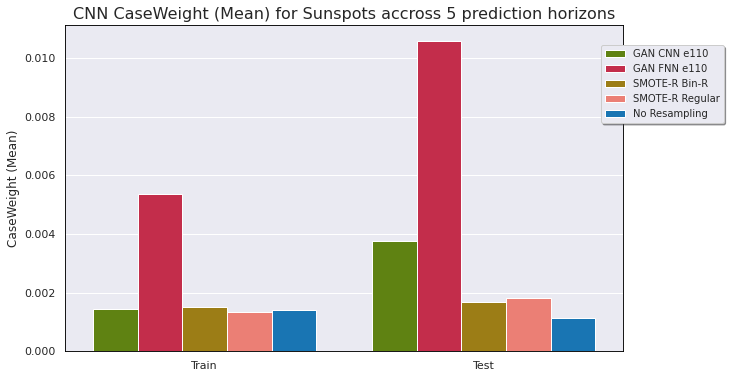 CNN CaseWeight (Mean) for Sunspots accross 5 prediction horizons
CaseWeight (Mean)
0.010
0.008
0.006
0.004
0.002
0.000
Train
Test
GAN CNN e110
GAN FNN e110
SMOTE-R Bin-R
SMOTE-R Regular
No Resampling